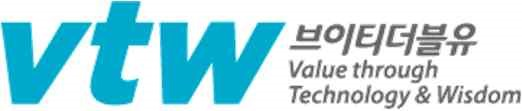 vtw
브이티더블유
Value through
Technology & Wisdom